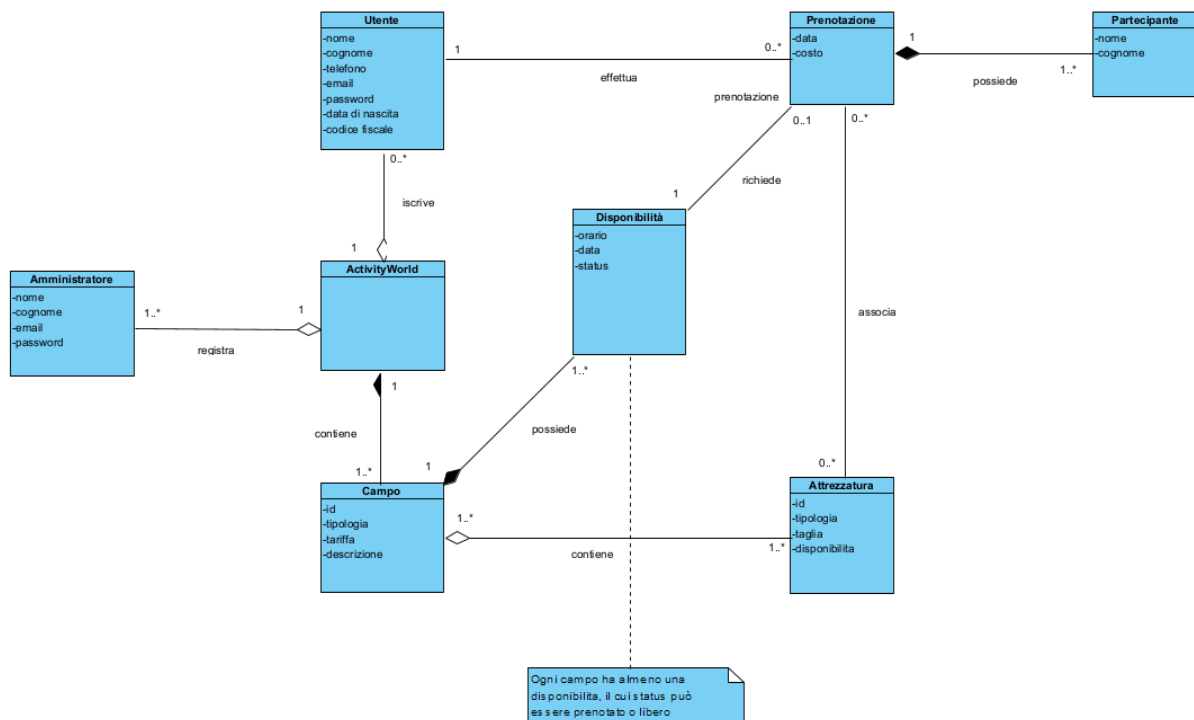 Utente
-nome
-cognome
-telefono
-email
-password
-data di nascita
-codice fiscale
1
effettua
0..*
Prenotazione
-data
-costo
1
possiede
1..*
Partecipante
-nome
-cognome
prenotazione
0..1
richiede
1
0..*
associa
0..*
0..*
iscrive
1
Disponibilità
-orario
-data
-status
Amministratore
-nome
-cognome
-email
-password
1..*
registra
1
ActivityWorld
1
contiene
1..*
1..*
possiede
1
Campo
-id
-tipologia
-tariffa
-descrizione
1..*
contiene
1..*
Attrezzatura
-id
-tipologia
-taglia
-disponibilita
Ogni campo ha almeno una
disponibilita, il cui status può
essere prenotato o libero